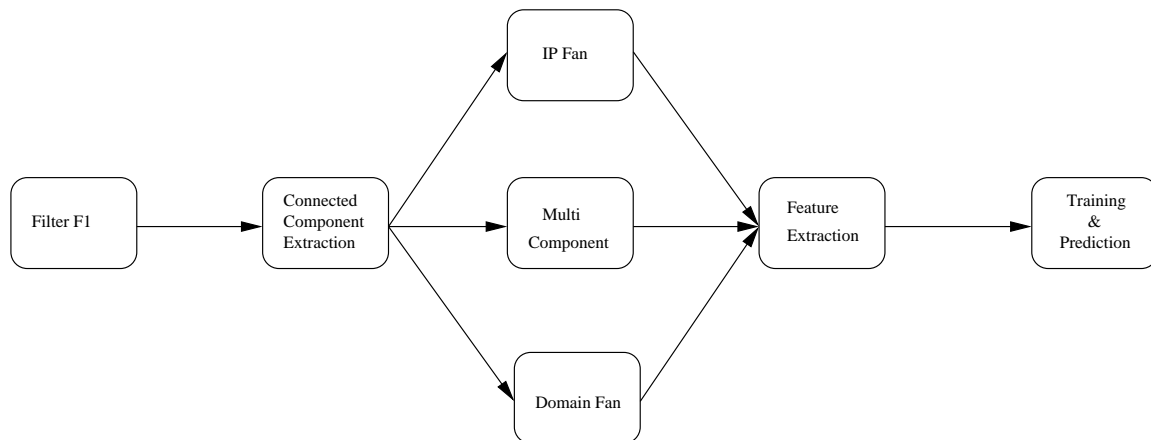 Filter F1
Connected
Component
Extraction
IP Fan
Multi
Component
Domain Fan
Feature
Extraction
Training
&
Prediction